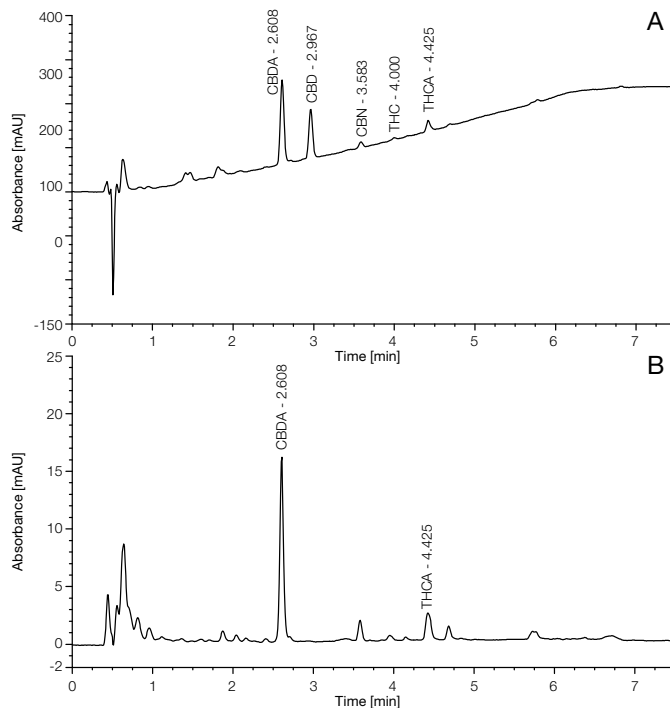 A
400
300
200
100
0
-150
Absorbance [mAU]
CBDA - 2.608
CBD - 2.967
CBN - 3.583
THC - 4.000
THCA - 4.425
0 1 2 3 4 5 6 7
Time [min]
B
25
20
15
10
5
0
-2
Absorbance [mAU]
CBDA - 2.608
THCA - 4.425
0 1 2 3 4 5 6 7
Time [min]